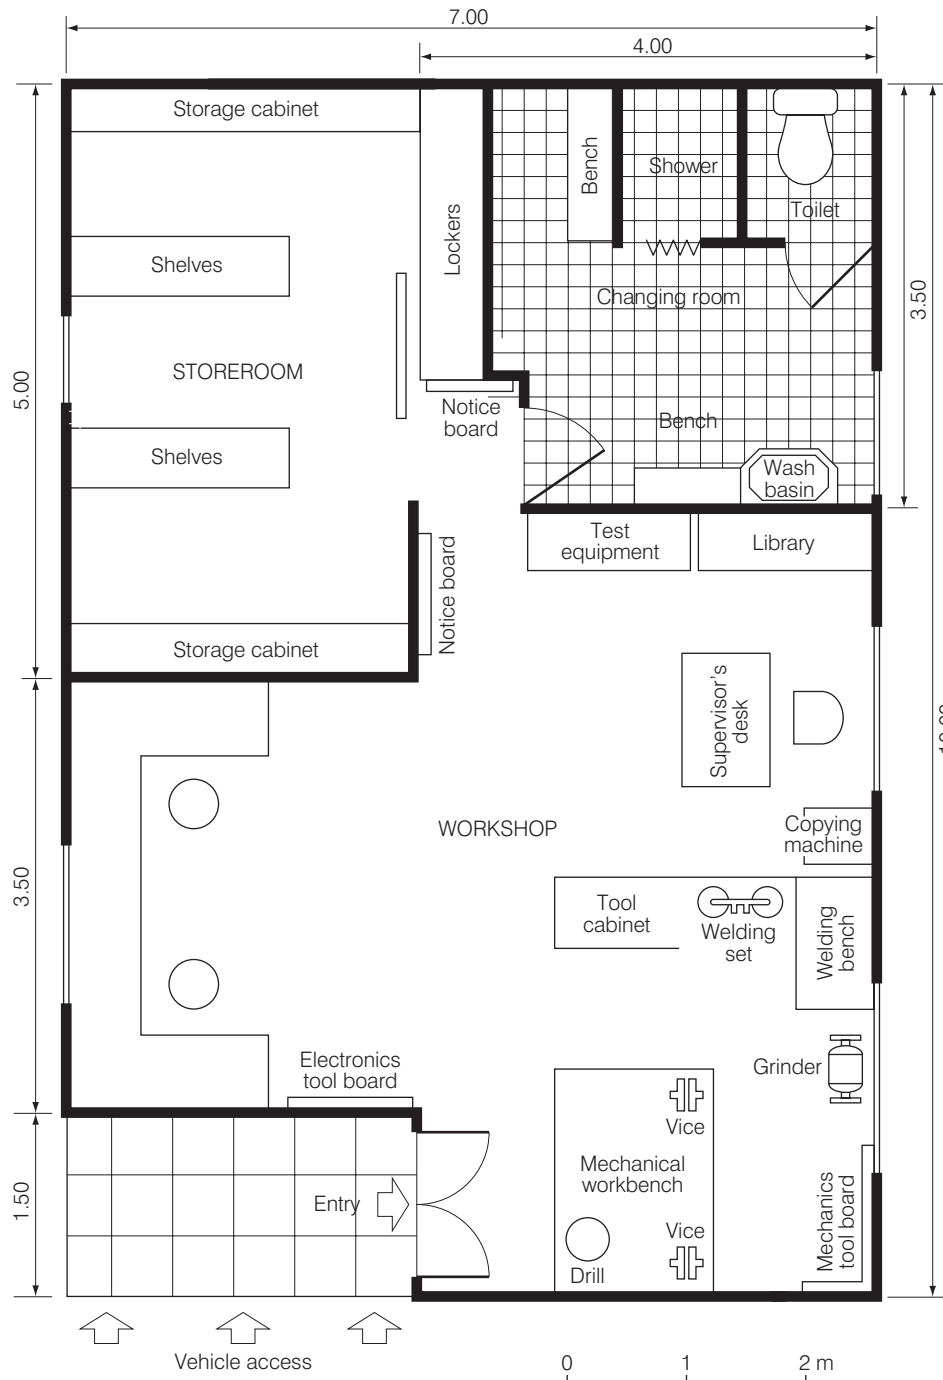 7.00
4.00
Storage cabinet
Bench
Shower
Toilet
Lockers
Shelves
Changing room
3.50
5.00
STOREROOM
Notice
board
Bench
Shelves
Wash
basin
Test
equipment
Library
Notice board
Storage cabinet
Supervisor's
desk
WORKSHOP
Copying
machine
3.50
Tool
cabinet
Welding
set
Welding
bench
Electronics
tool board
Grinder
Vice
Mechanical
workbench
Mechanics
tool board
1.50
Entry
Vice
Drill
Vehicle access
0 1 2 m